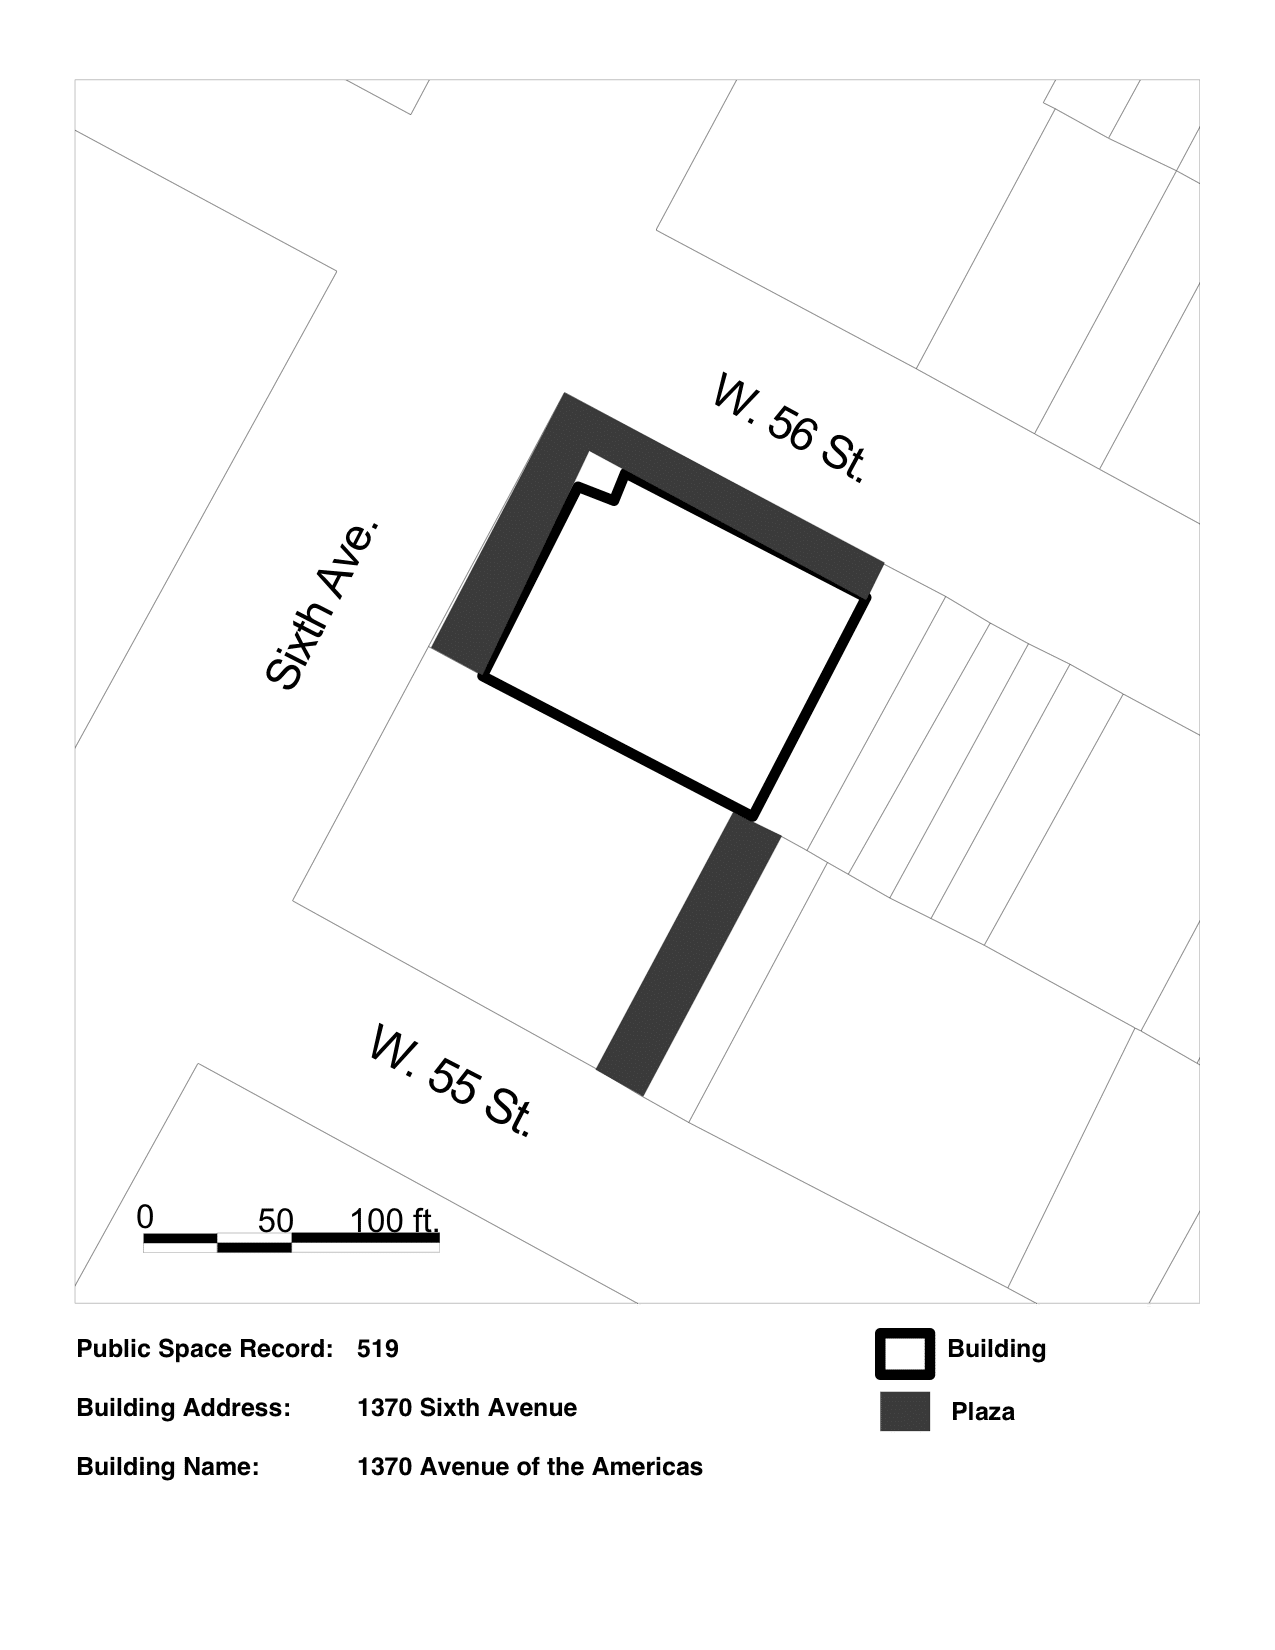 W. 56 St.
Sixth Ave.
W. 55 St.
0 50 100 ft.
Public Space Record: 519
Building Address: 1370 Sixth Avenue
Building Name: 1370 Avenue of the Americas
Building
Plaza